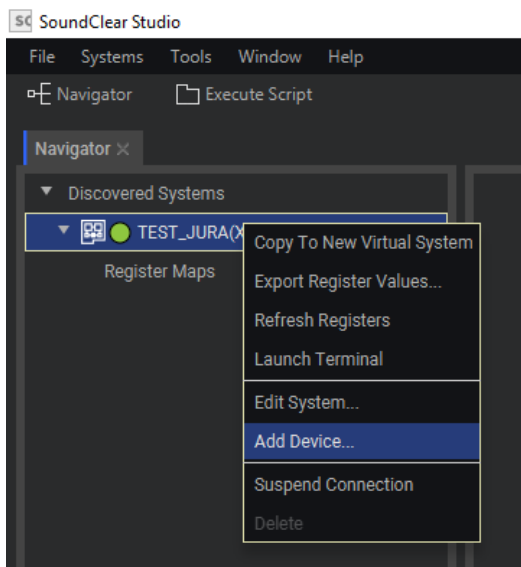 SC SoundClear Studio
File Systems Tools Window Help
Navigator Execute Script
Navigator
Discovered Systems
TEST_JURA(X
Register Maps
Copy To New Virtual System
Export Register Values...
Refresh Registers
Launch Terminal
Edit System...
Add Device...
Suspend Connection
Delete